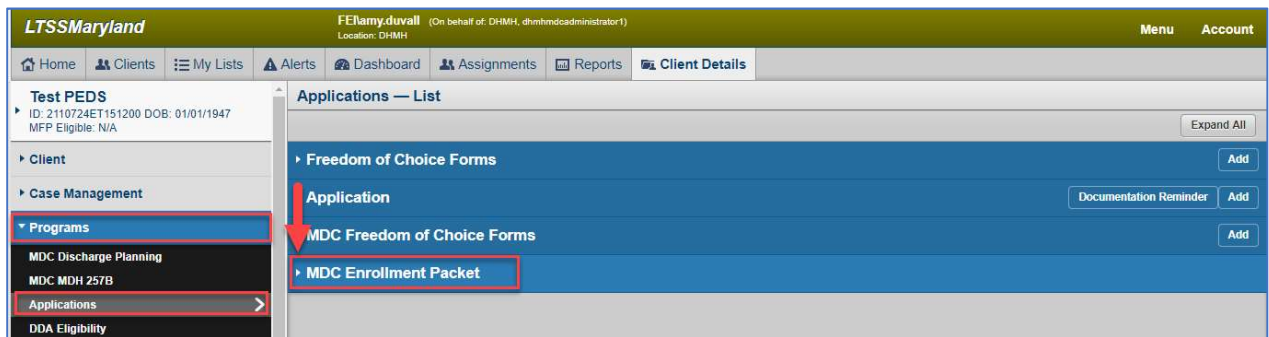 LTSSMaryland
FEI\amy.duvall (On behalf of: DHMH, dhmhmdcadministrator1)
Location: DHMH
Menu Account
Home Clients My Lists Alerts Dashboard Assignments Reports Client Details
Test PEDS
ID: 2110724ET151200 DOB: 01/01/1947
MFP Eligible: N/A
Client
Case Management
Programs
MDC Discharge Planning
MDC MDH 257B
Applications
DDA Eligibility
Applications — List
Expand All
Freedom of Choice Forms Add
Application Documentation Reminder Add
MDC Freedom of Choice Forms Add
MDC Enrollment Packet